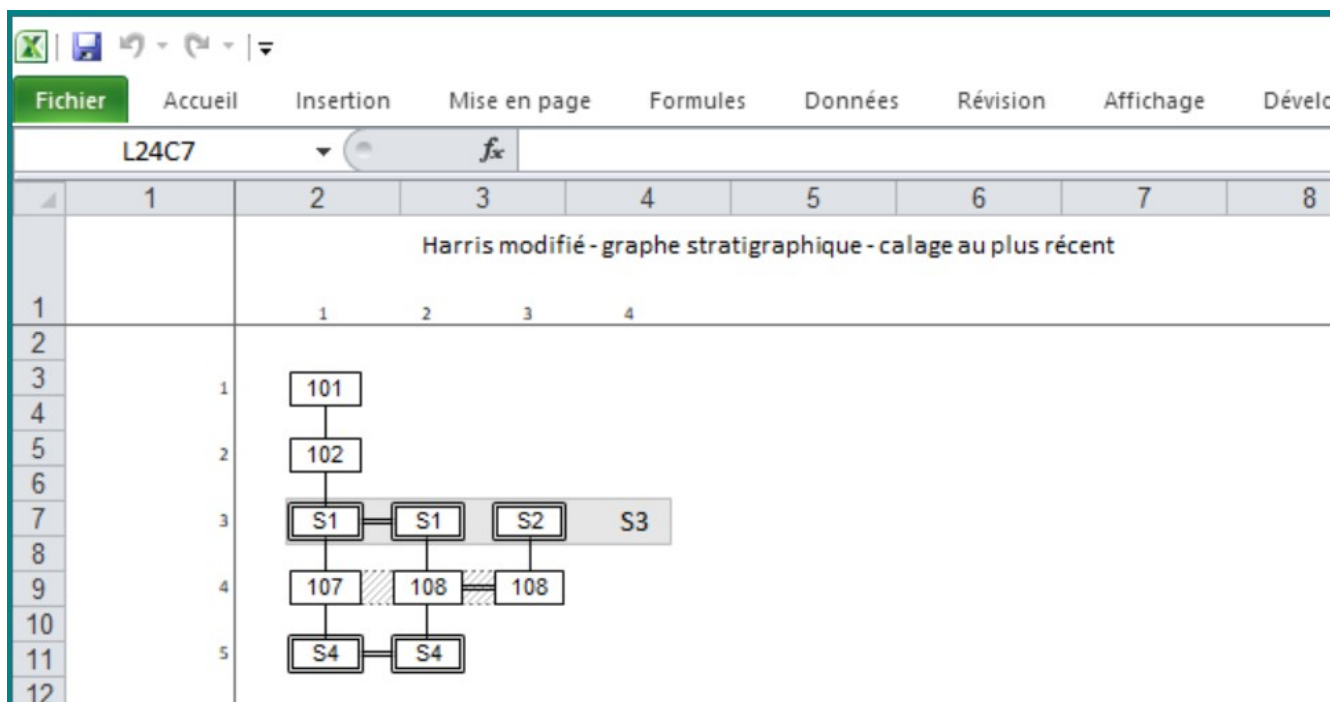 Fichier Accueil Insertion Mise en page Formules Données Révision Affichage Dévelo
L24C7 fx
1 2 3 4 5 6 7 8
Harris modifié - graphe stratigraphique - calage au plus récent
1 1 2 3 4
2
3 1 101
4
5 2 102
6
7 3 S1 S1 S2 S3
8
9 4 107 108 108
10
11 5 S4 S4
12